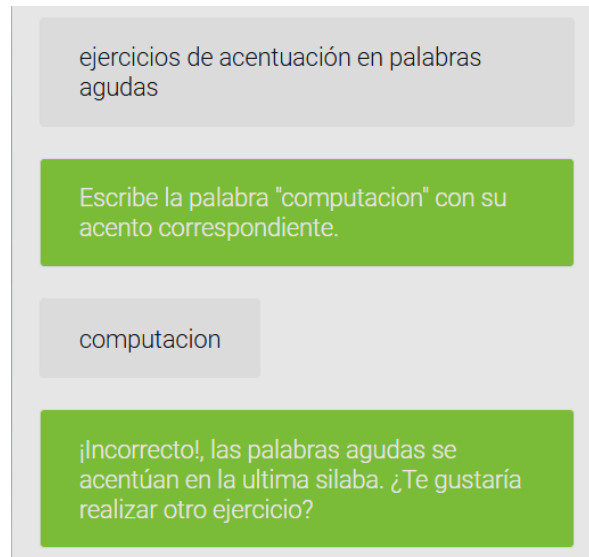 ejercicios de acentuación en palabras
agudas
Escribe la palabra "computacion" con su
acento correspondiente.
computacion
¡Incorrecto!, las palabras agudas se
acentúan en la ultima silaba. ¿Te gustaría
realizar otro ejercicio?